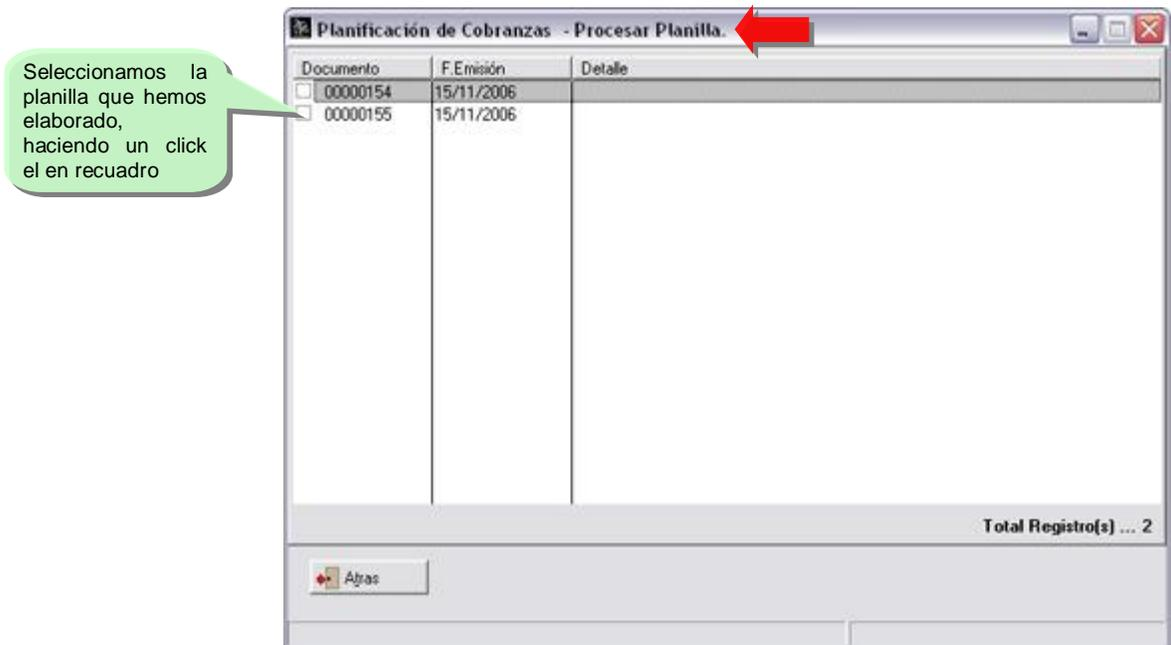 Planificación de Cobranzas - Procesar Planilla.
Seleccionamos la
planilla que hemos
elaborado,
haciendo un click
el en recuadro
Documento F.Emisión Detalle
00000154 15/11/2006
00000155 15/11/2006
Total Registro(s) ... 2
Atras